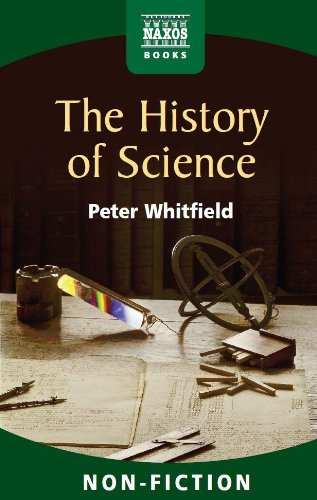 NAXOS
BOOKS
The History
of Science
Peter Whitfield
NON-FICTION